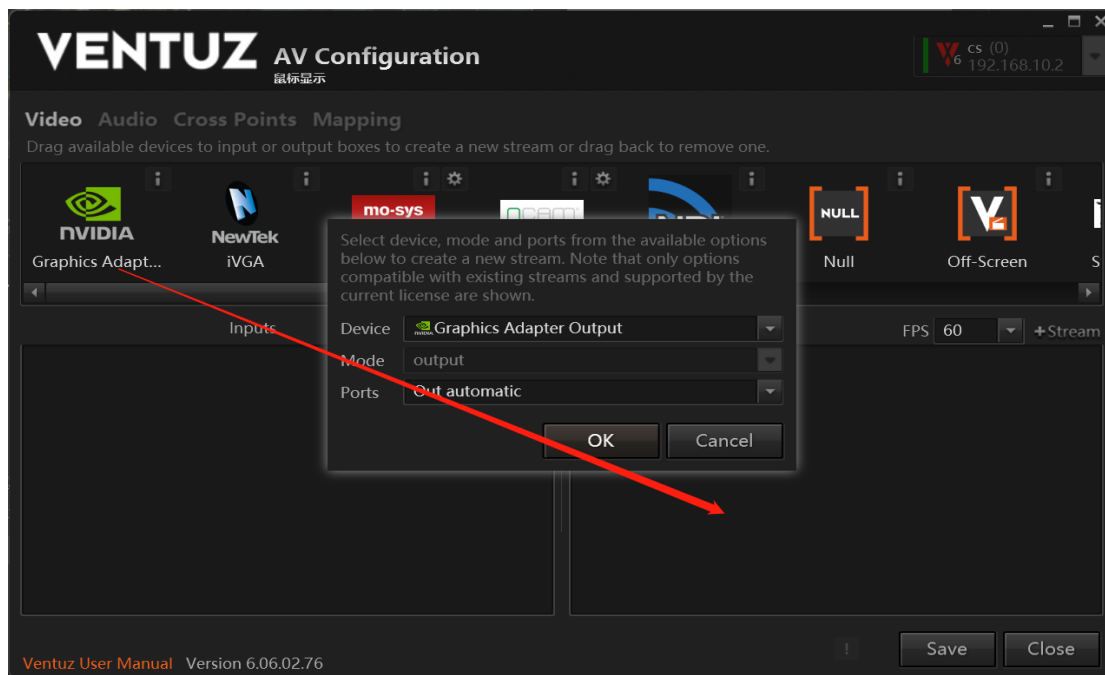 VENTUZ AV Configuration
鼠标显示
cs (0)
6 192.168.10.2
Video Audio Cross Points Mapping
Drag available devices to input or output boxes to create a new stream or drag back to remove one.
NVIDIA
Graphics Adapt...
NewTek
iVGA
mo-sys
NULL
Null
Off-Screen
S
Select device, mode and ports from the available options
below to create a new stream. Note that only options
compatible with existing streams and supported by the
current license are shown.
Inputs
FPS 60 +Stream
Device NVIDIA Graphics Adapter Output
Mode output
Ports Out automatic
OK Cancel
! Save Close
Ventuz User Manual Version 6.06.02.76